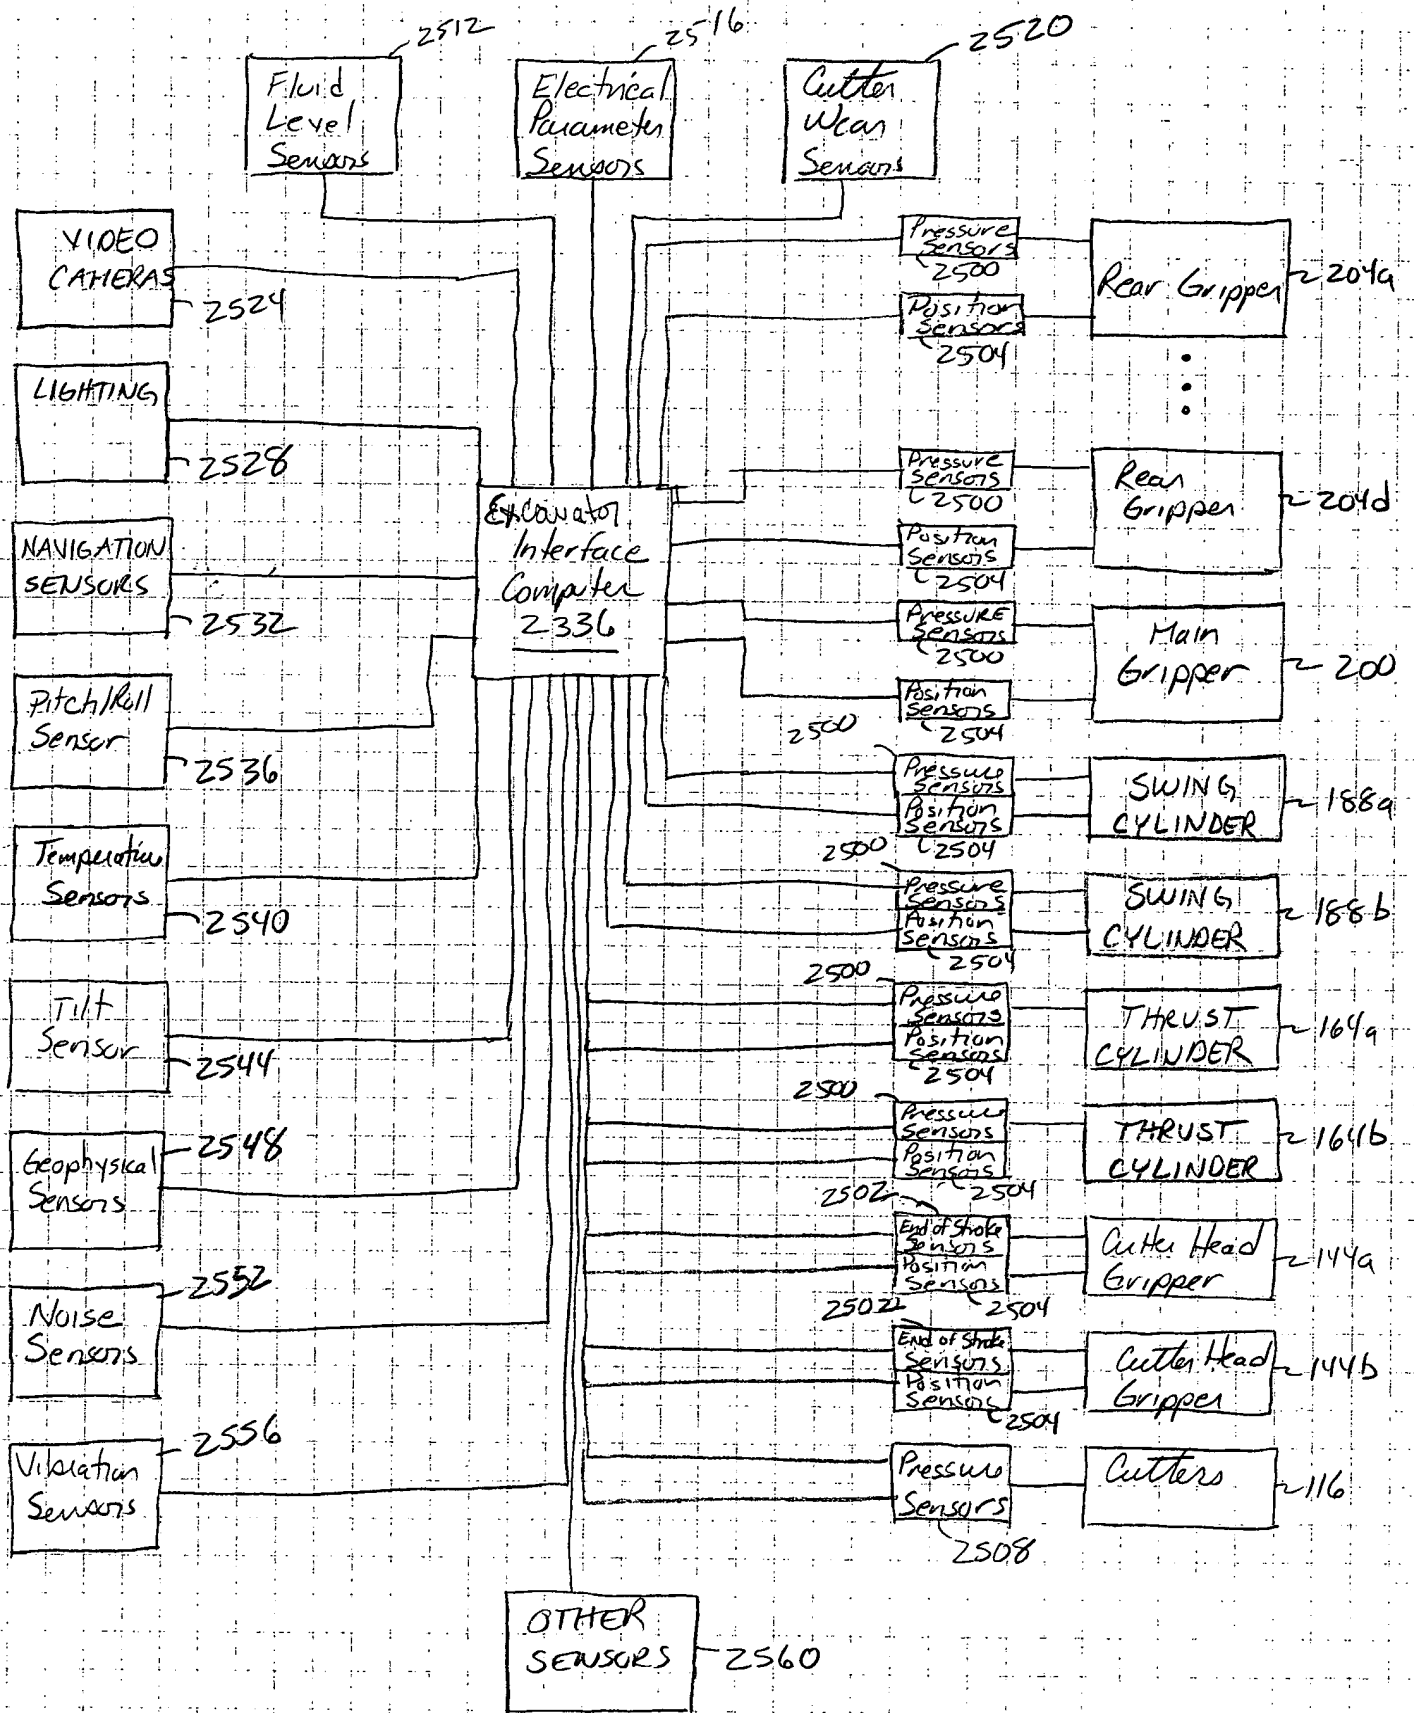 2512
Fluid
Level
Sensors
2516
Electrical
Parameter
Sensors
2520
Cutter
Wear
Sensors
VIDEO
CAMERAS
2524
LIGHTING
2528
NAVIGATION
SENSORS
2532
Pitch/Roll
Sensor
2536
Temperature
Sensors
2540
Tilt
Sensor
2544
Geophysical
Sensors
2548
Noise
Sensors
2552
Vibration
Sensors
2556
Excavator
Interface
Computer
2336
OTHER
SENSORS
2560
Pressure
Sensors
2500
Position
Sensors
2504
Rear Gripper
204a
Pressure
Sensors
2500
Position
Sensors
2504
Rear
Gripper
204d
PRESSURE
Sensors
2500
Position
Sensors
2504
Main
Gripper
200
2500
Pressure
Sensors
Position
Sensors
2504
SWING
CYLINDER
188a
2500
Pressure
Sensors
Position
Sensors
2504
SWING
CYLINDER
188b
2500
Pressure
Sensors
Position
Sensors
2504
THRUST
CYLINDER
164a
2500
Pressure
Sensors
Position
Sensors
2504
THRUST
CYLINDER
164b
2502
End of Stroke
Sensors
Position
Sensors
2504
Cutter Head
Gripper
144a
2502
End of Stroke
Sensors
Position
Sensors
2504
Cutter Head
Gripper
144b
Pressure
Sensors
2508
Cutters
116